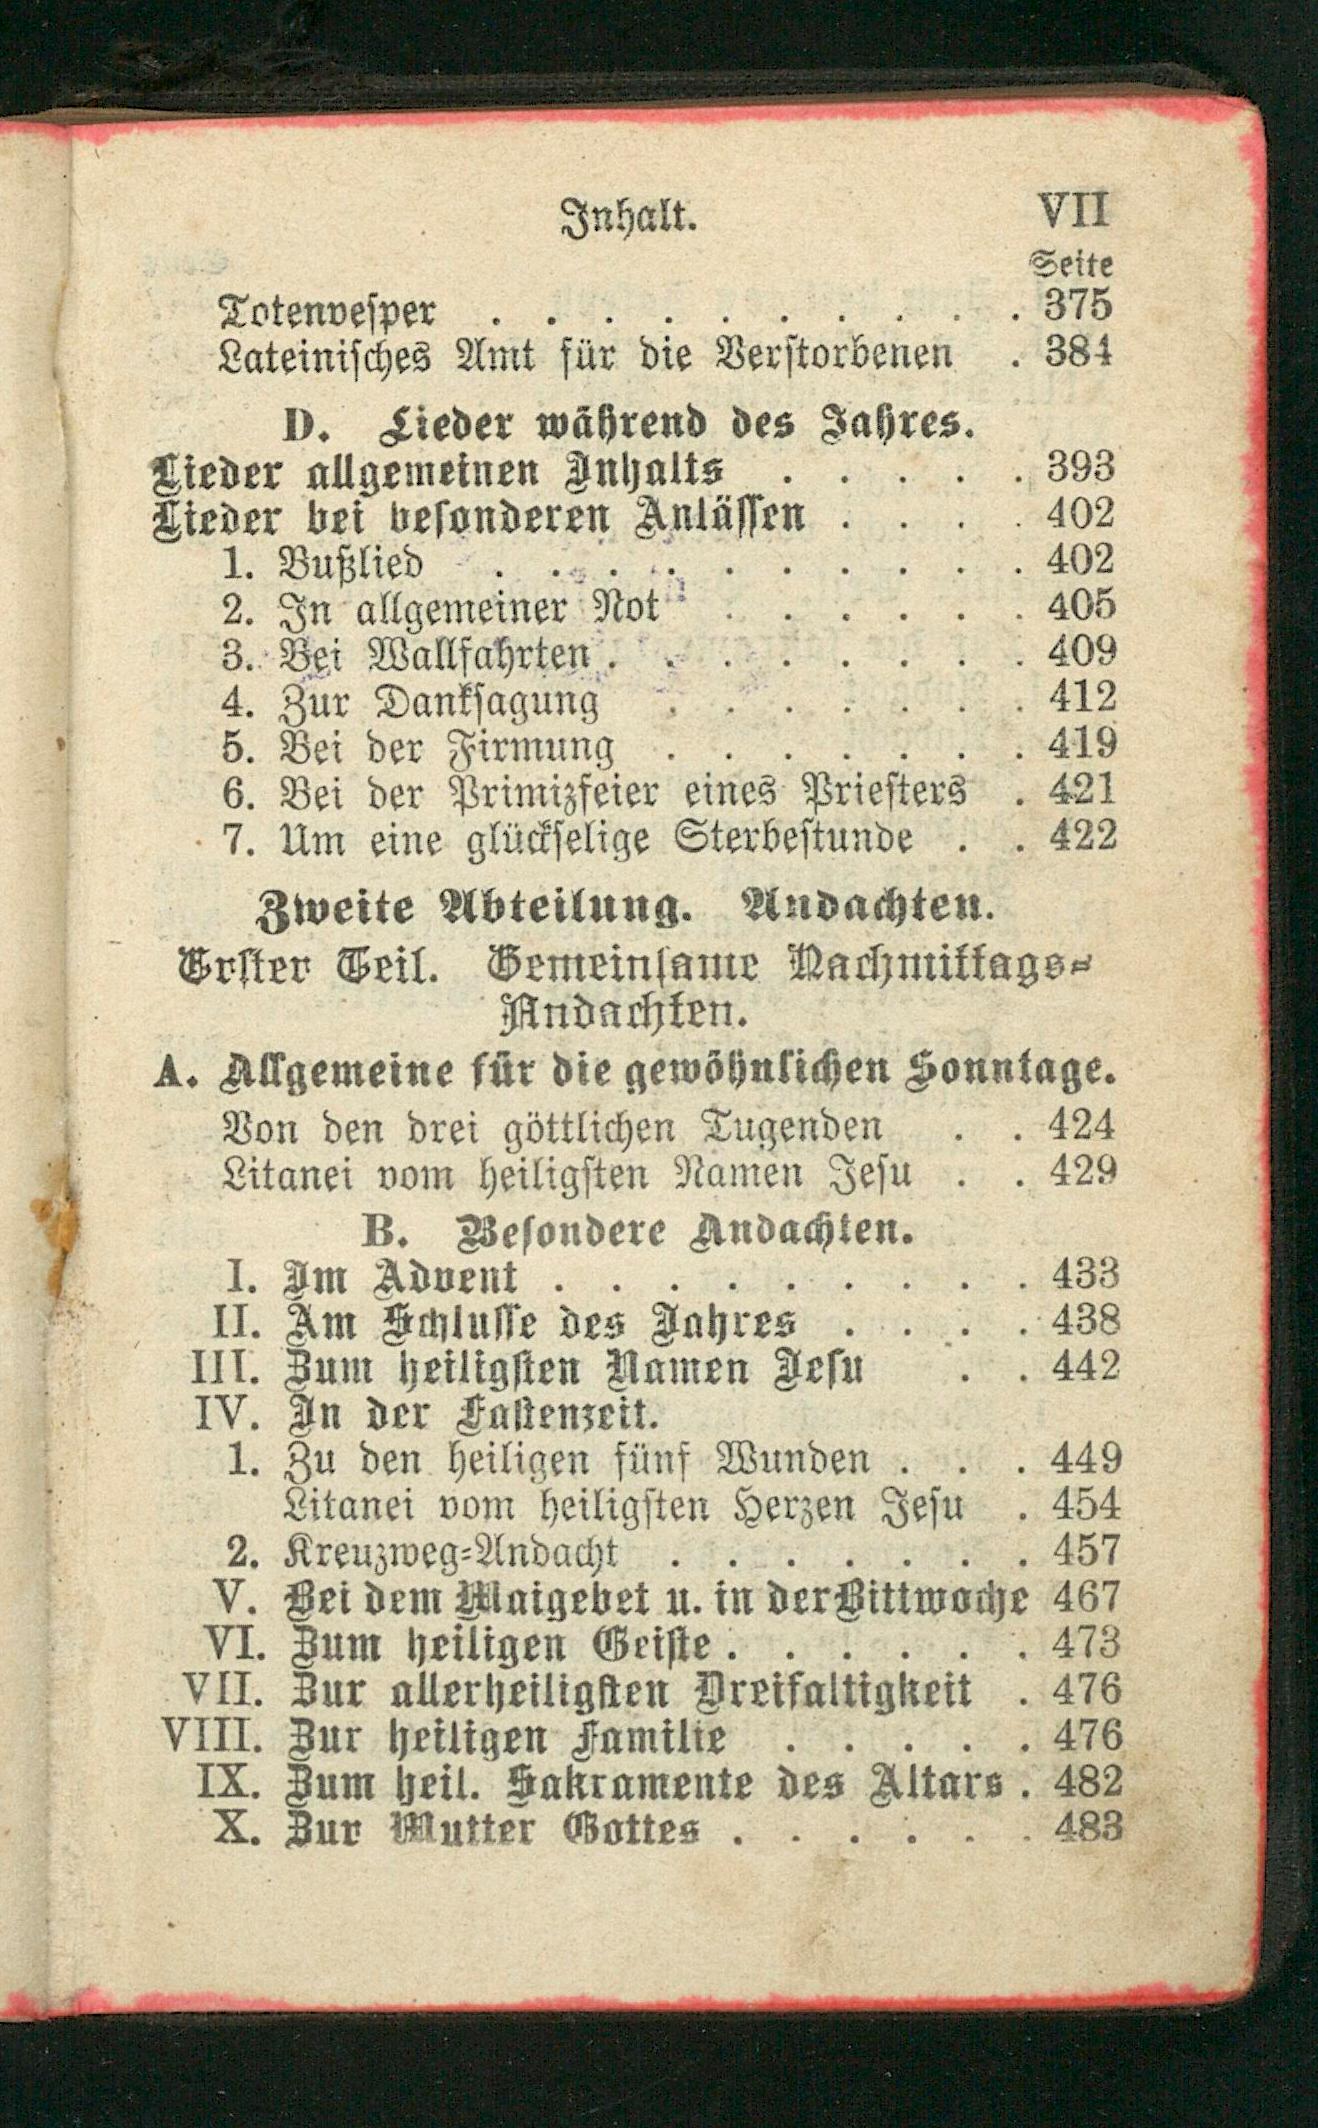 Inhalt. VII
Seite
Totenvesper . . . . . . . . . . 375
Lateinisches Amt für die Verstorbenen . 384
D. Lieder während des Jahres.
Lieder allgemeinen Inhalts . . . . . 393
Lieder bei besonderen Anlässen . . . . 402
1. Bußlied . . . . . . . . . . 402
2. In allgemeiner Not . . . . . . 405
3. Bei Wallfahrten . . . . . . . . 409
4. Zur Danksagung . . . . . . . 412
5. Bei der Firmung . . . . . . . 419
6. Bei der Primizfeier eines Priesters . 421
7. Um eine glückselige Sterbestunde . . 422
Zweite Abteilung. Andachten.
Erster Teil. Gemeinsame Nachmittags-
Andachten.
A. Allgemeine für die gewöhnlichen Sonntage.
Von den drei göttlichen Tugenden . . 424
Litanei vom heiligsten Namen Jesu . . 429
B. Besondere Andachten.
I. Im Advent . . . . . . . . . 433
II. Am Schlusse des Jahres . . . . 438
III. Zum heiligsten Namen Jesu . . 442
IV. In der Fastenzeit.
1. Zu den heiligen fünf Wunden . . . 449
Litanei vom heiligsten Herzen Jesu . 454
2. Kreuzweg-Andacht . . . . . . . 457
V. Bei dem Maigebet u. in der Bittwoche 467
VI. Zum heiligen Geiste . . . . . . 473
VII. Zur allerheiligsten Dreifaltigkeit . 476
VIII. Zur heiligen Familie . . . . . 476
IX. Zum heil. Sakramente des Altars . 482
X. Zur Mutter Gottes . . . . . . 483